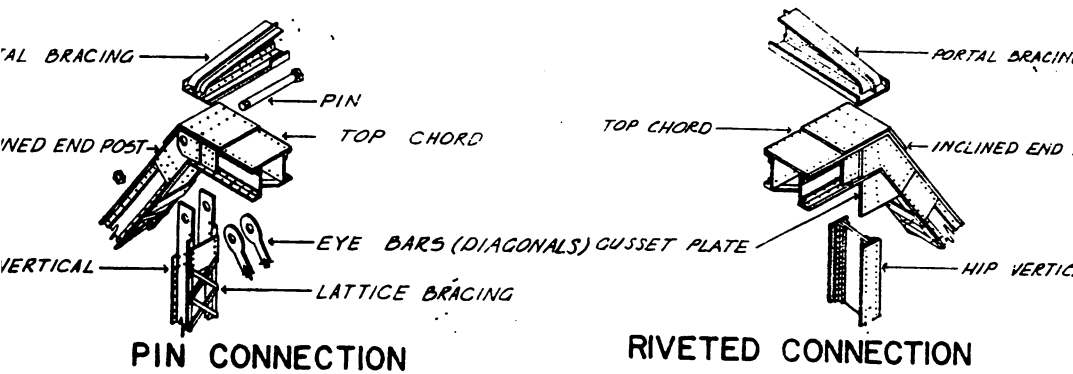 TAL BRACING
PORTAL BRACING
PIN
TOP CHORD
TOP CHORD
NED END POST
INCLINED END
EYE BARS (DIAGONALS)
GUSSET PLATE
VERTICAL
HIP VERTIC
LATTICE BRACING
PIN CONNECTION
RIVETED CONNECTION